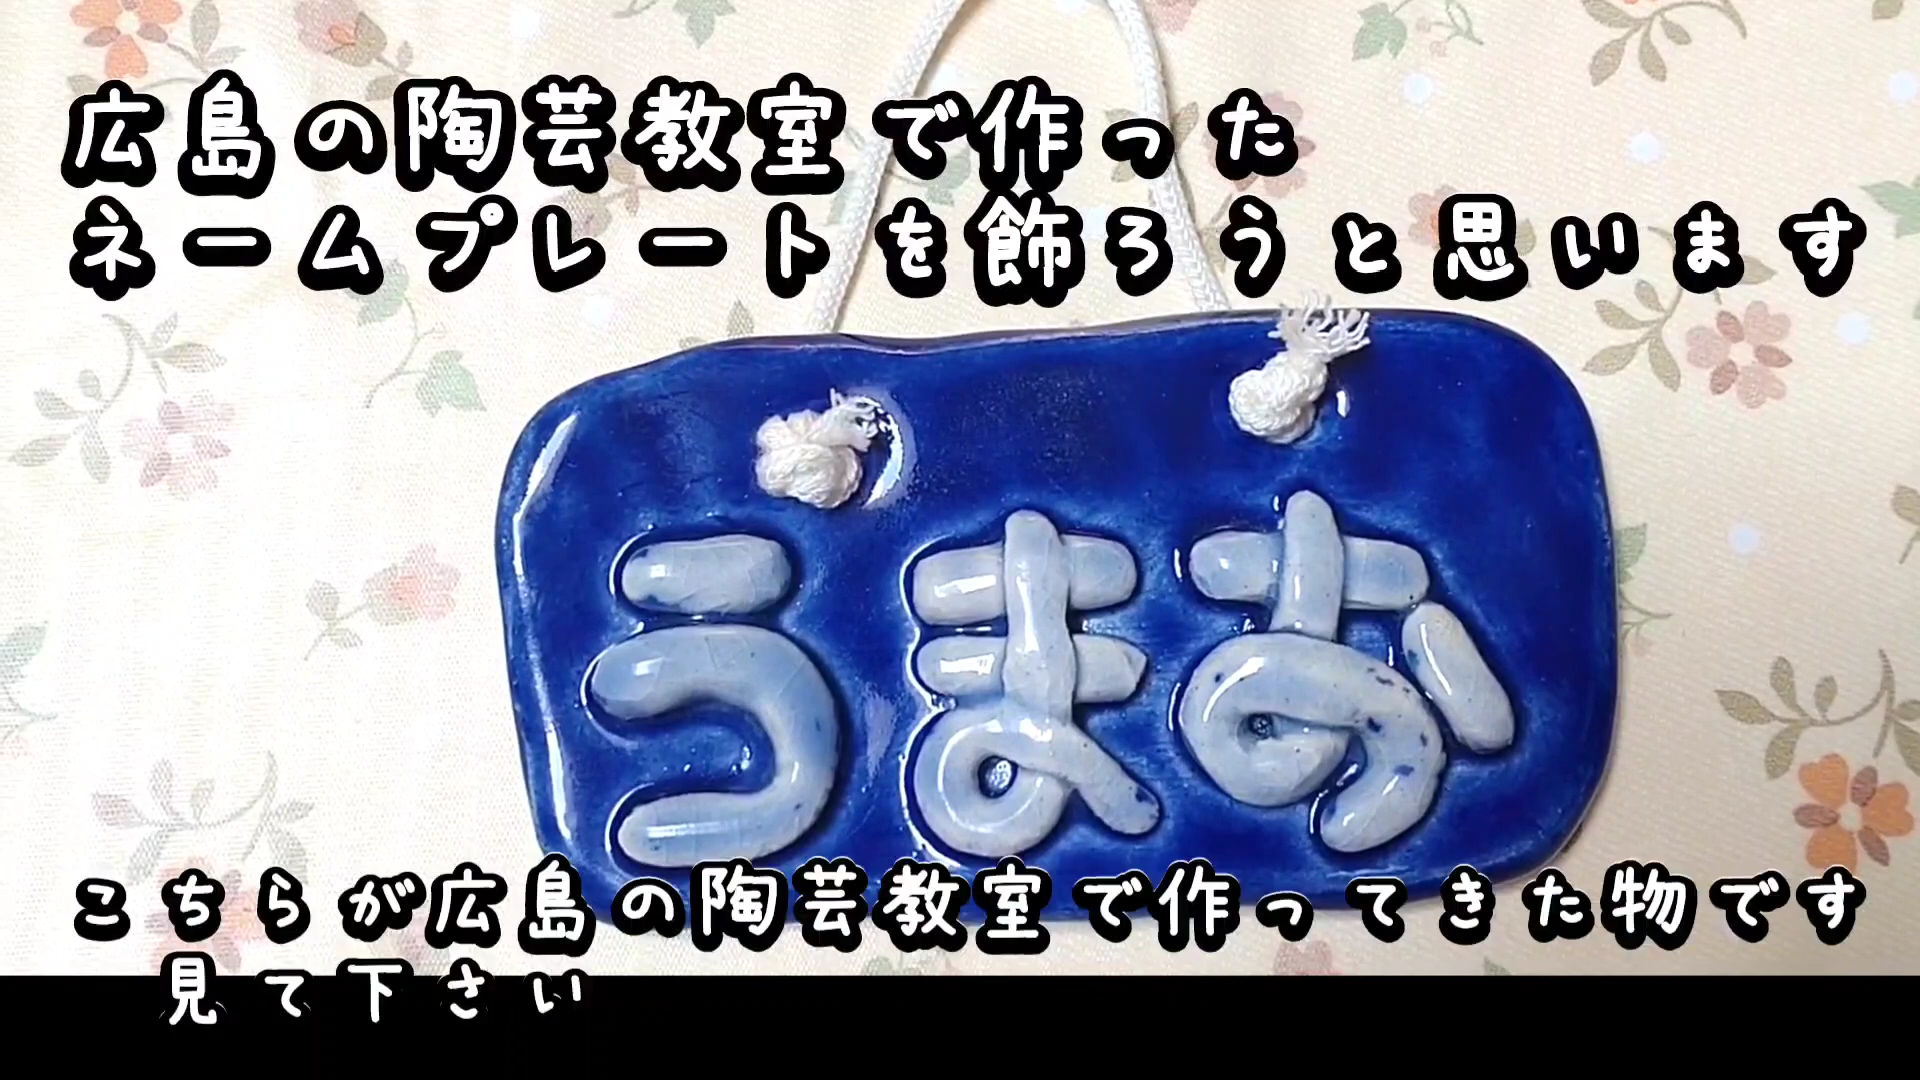 広島の陶芸教室で作った
ネームプレートを飾ろうと思います
うまお
こちらが広島の陶芸教室で作ってきた物です
見て下さい